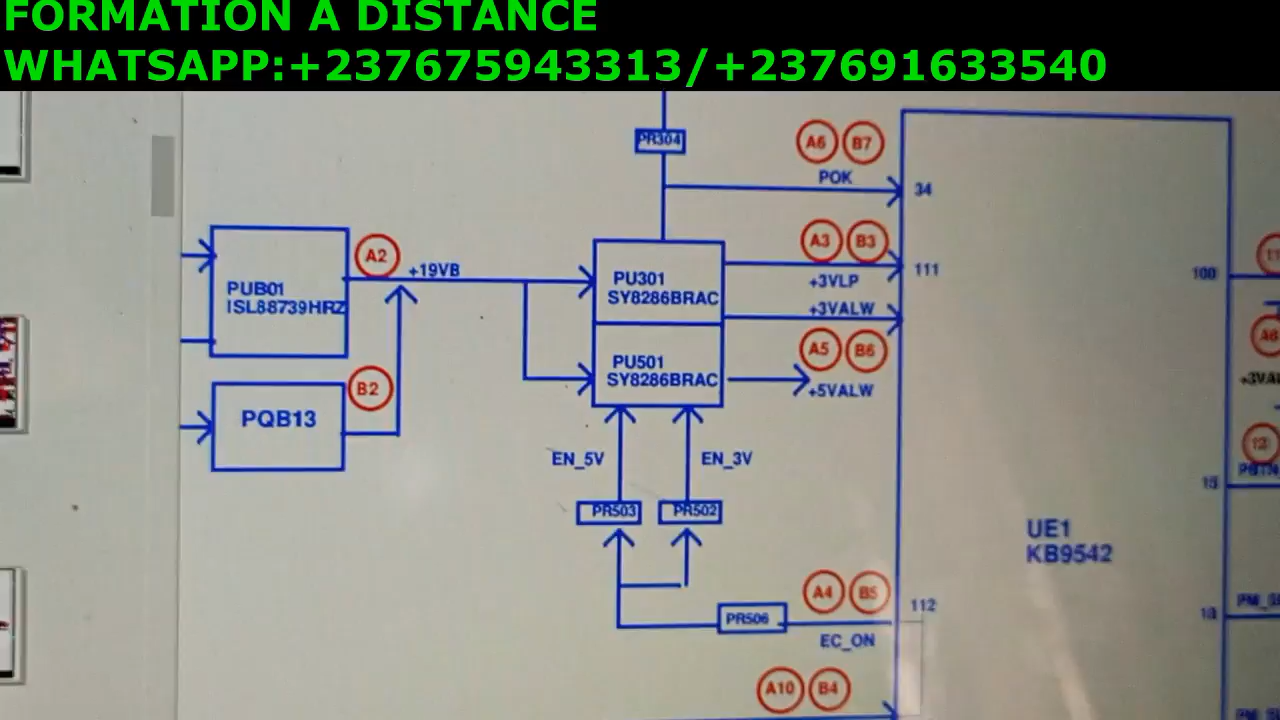 FORMATION A DISTANCE
WHATSAPP:+237675943313/+237691633540
PR304
A6 B7
POK
34
A2
+19VB
PUB01
ISL88739HRZ
PU301
SY8286BRAC
A3 B3
+3VLP
111
+3VALW
100
B2
PQB13
PU501
SY8286BRAC
A5 B6
+5VALW
EN_5V
EN_3V
PR503
PR502
UE1
KB9542
A4 B5
PR506
112
EC_ON
A10 B4